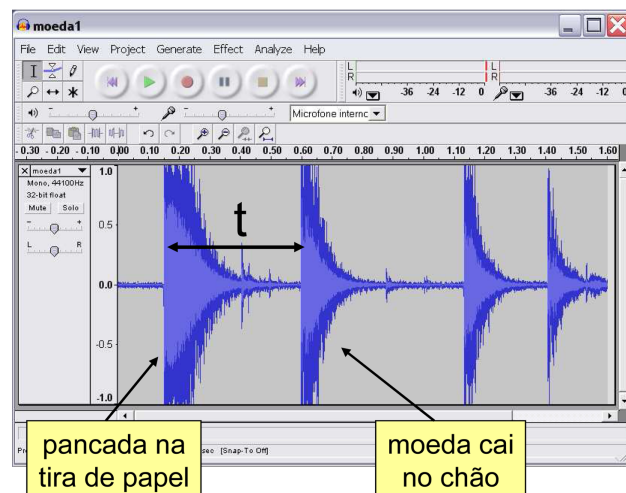 moeda1
File Edit View Project Generate Effect Analyze Help
L
R
-36 -24 -12 0
L
R
-36 -24 -12 0
- +
- +
Microfone internc
- 0.30 - 0.20 - 0.10 0.00 0.10 0.20 0.30 0.40 0.50 0.60 0.70 0.80 0.90 1.00 1.10 1.20 1.30 1.40 1.50 1.60
moeda1
Mono, 44100Hz
32-bit float
Mute Solo
- +
L R
1.0
0.5
0.0
-0.5
-1.0
t
sec [Snap-To Off]
pancada na
tira de papel
moeda cai
no chão